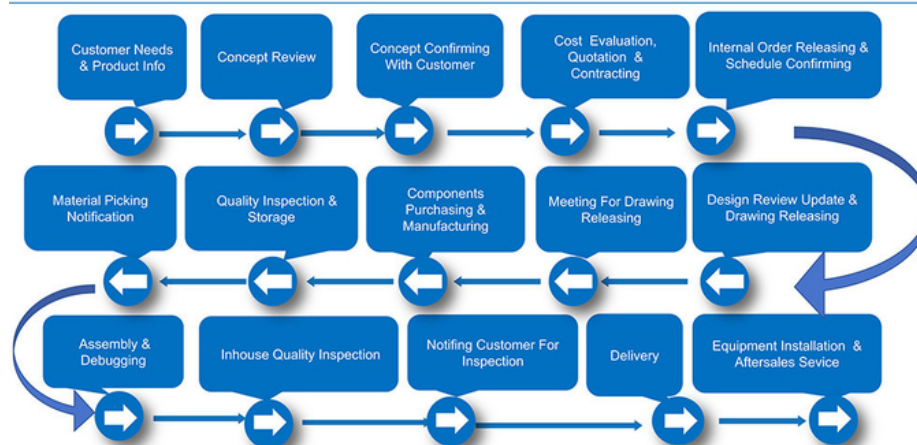 Customer Needs
& Product Info
Concept Review
Concept Confirming
With Customer
Cost Evaluation,
Quotation &
Contracting
Internal Order Releasing &
Schedule Confirming
Material Picking
Notification
Quality Inspection &
Storage
Components
Purchasing &
Manufacturing
Meeting For Drawing
Releasing
Design Review Update &
Drawing Releasing
Assembly &
Debugging
Inhouse Quality Inspection
Notifing Customer For
Inspection
Delivery
Equipment Installation &
Aftersales Sevice